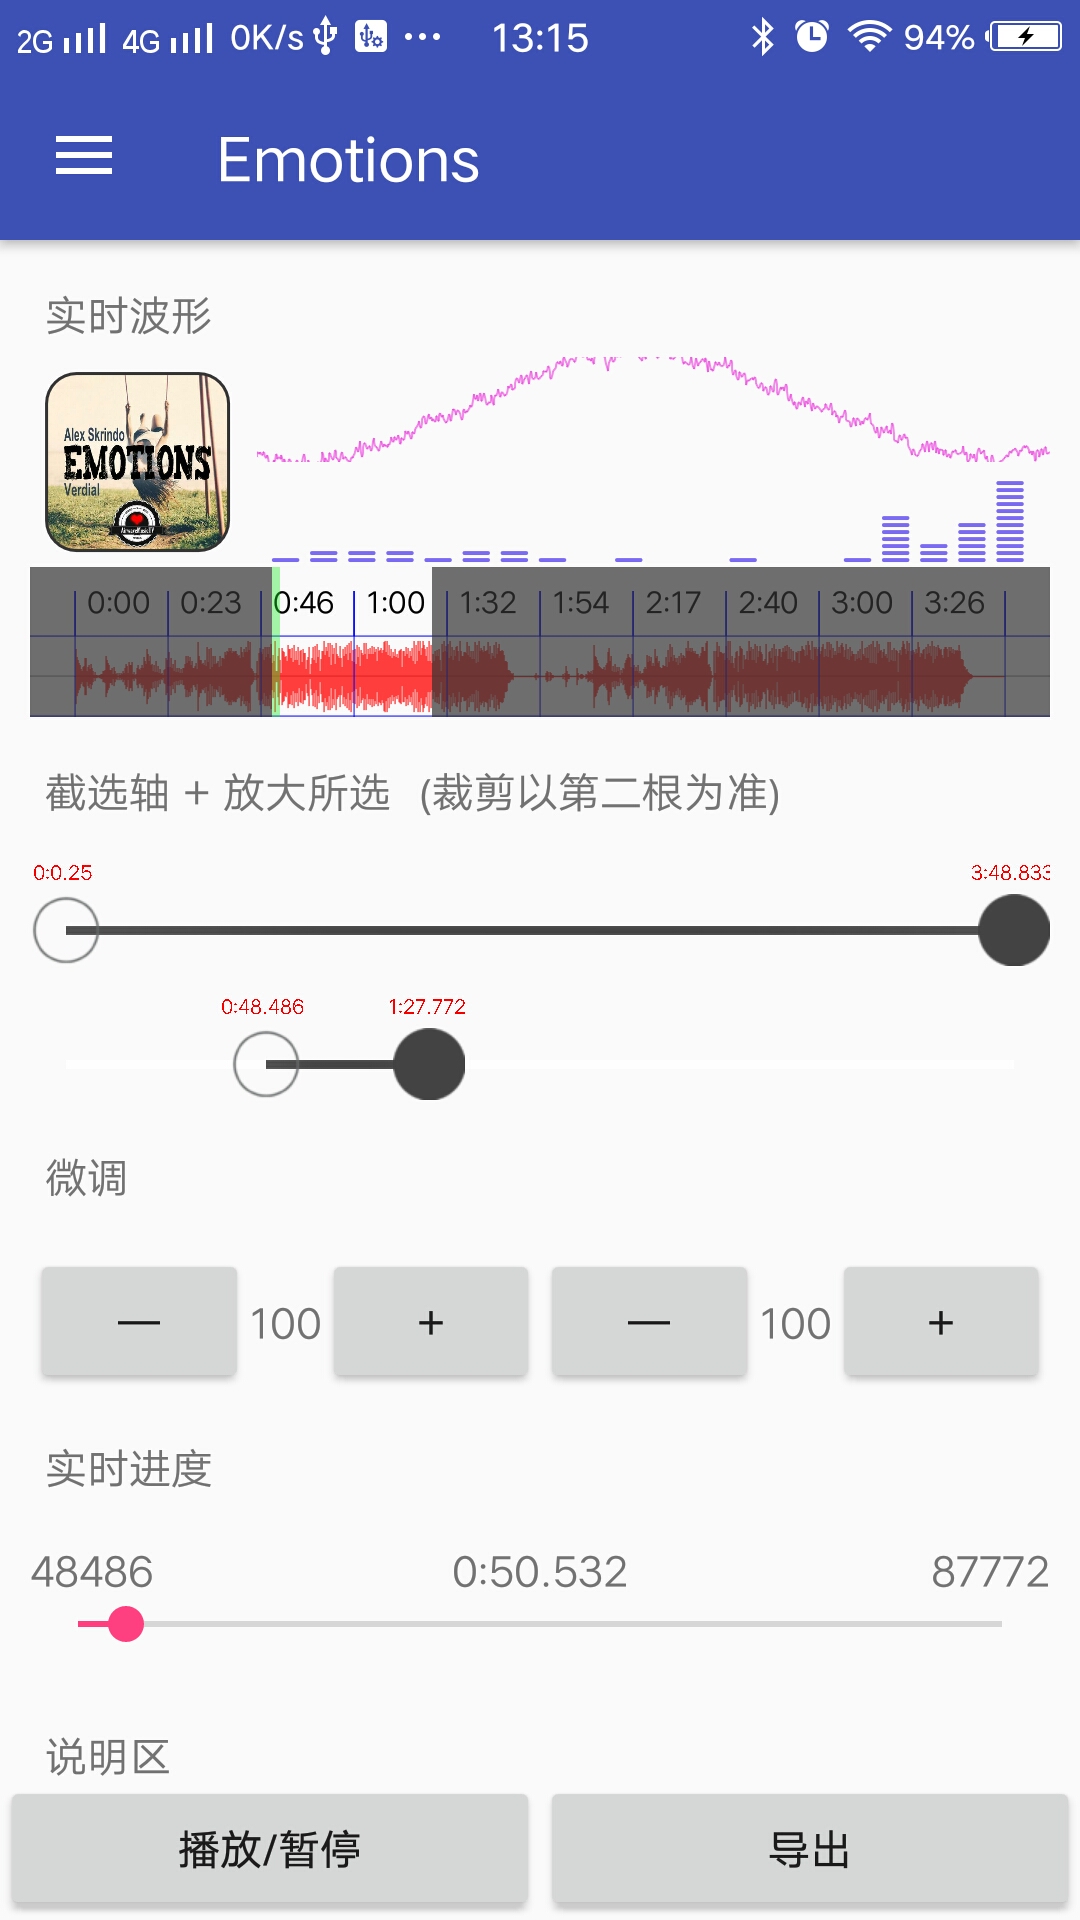 2G 4G 0K/s 13:15 94%
Emotions
实时波形
Alex Skrindo
EMOTIONS
Verdial
0:00 0:23 0:46 1:00 1:32 1:54 2:17 2:40 3:00 3:26
截选轴 + 放大所选 (裁剪以第二根为准)
0:0.25 3:48.833
0:48.486 1:27.772
微调
— 100 + — 100 +
实时进度
48486 0:50.532 87772
说明区
播放/暂停 导出